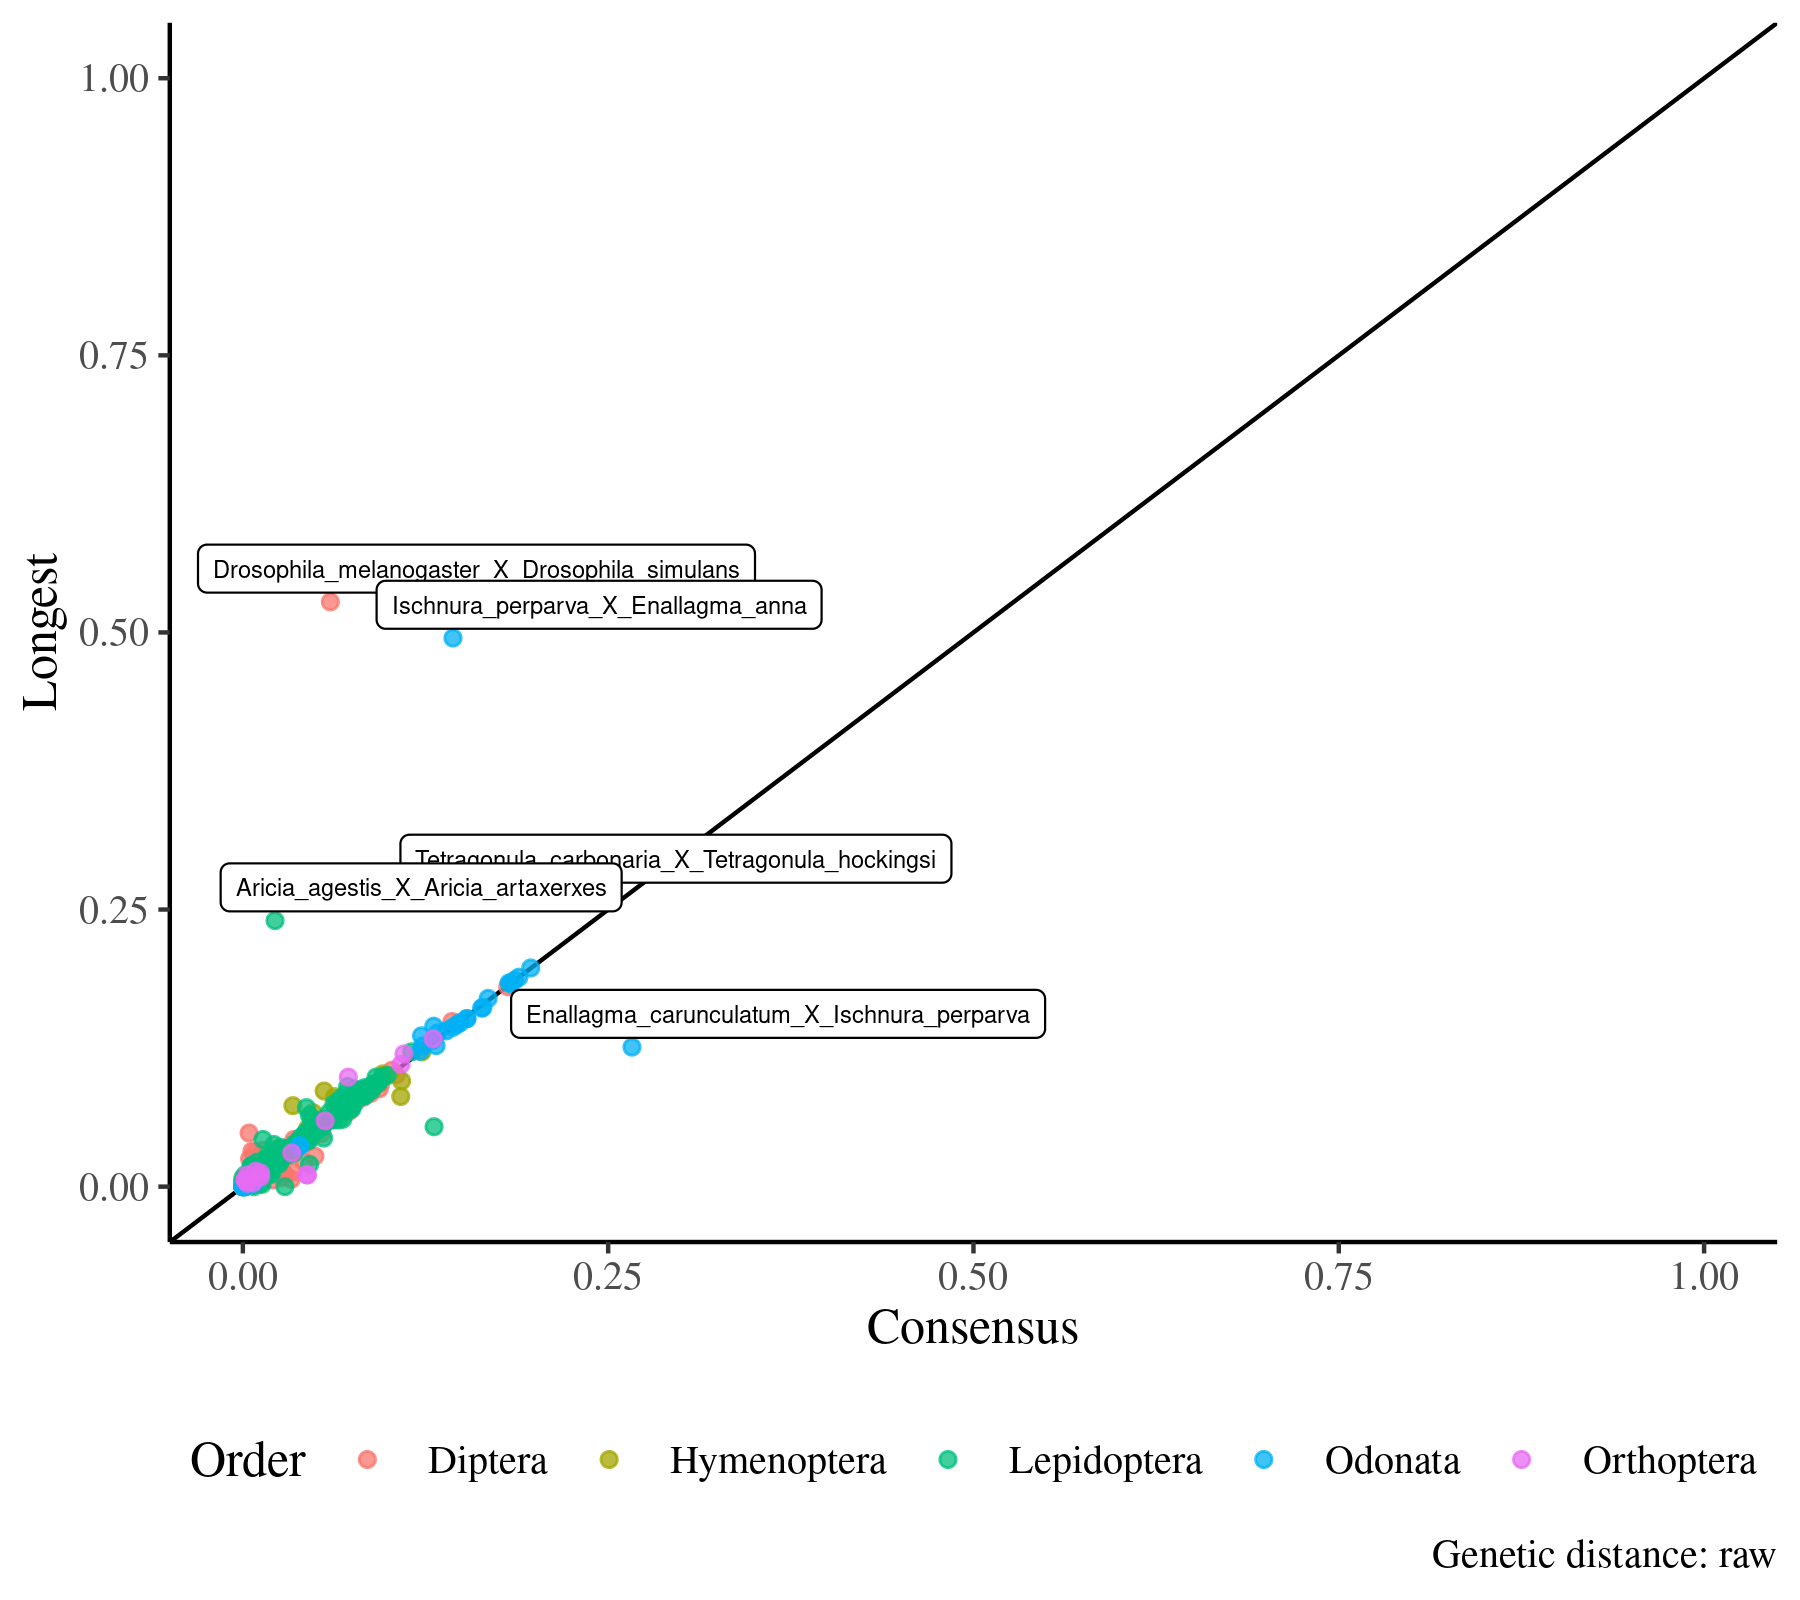 1.00
0.75
0.50
0.25
0.00
Longest
Drosophila_melanogaster_X_Drosophila_simulans
Ischnura_perparva_X_Enallagma_anna
Tetragonula_carbonaria_X_Tetragonula_hockingsi
Aricia_agestis_X_Aricia_artaxerxes
Enallagma_carunculatum_X_Ischnura_perparva
0.00 0.25 0.50 0.75 1.00
Consensus
Order Diptera Hymenoptera Lepidoptera Odonata Orthoptera
Genetic distance: raw